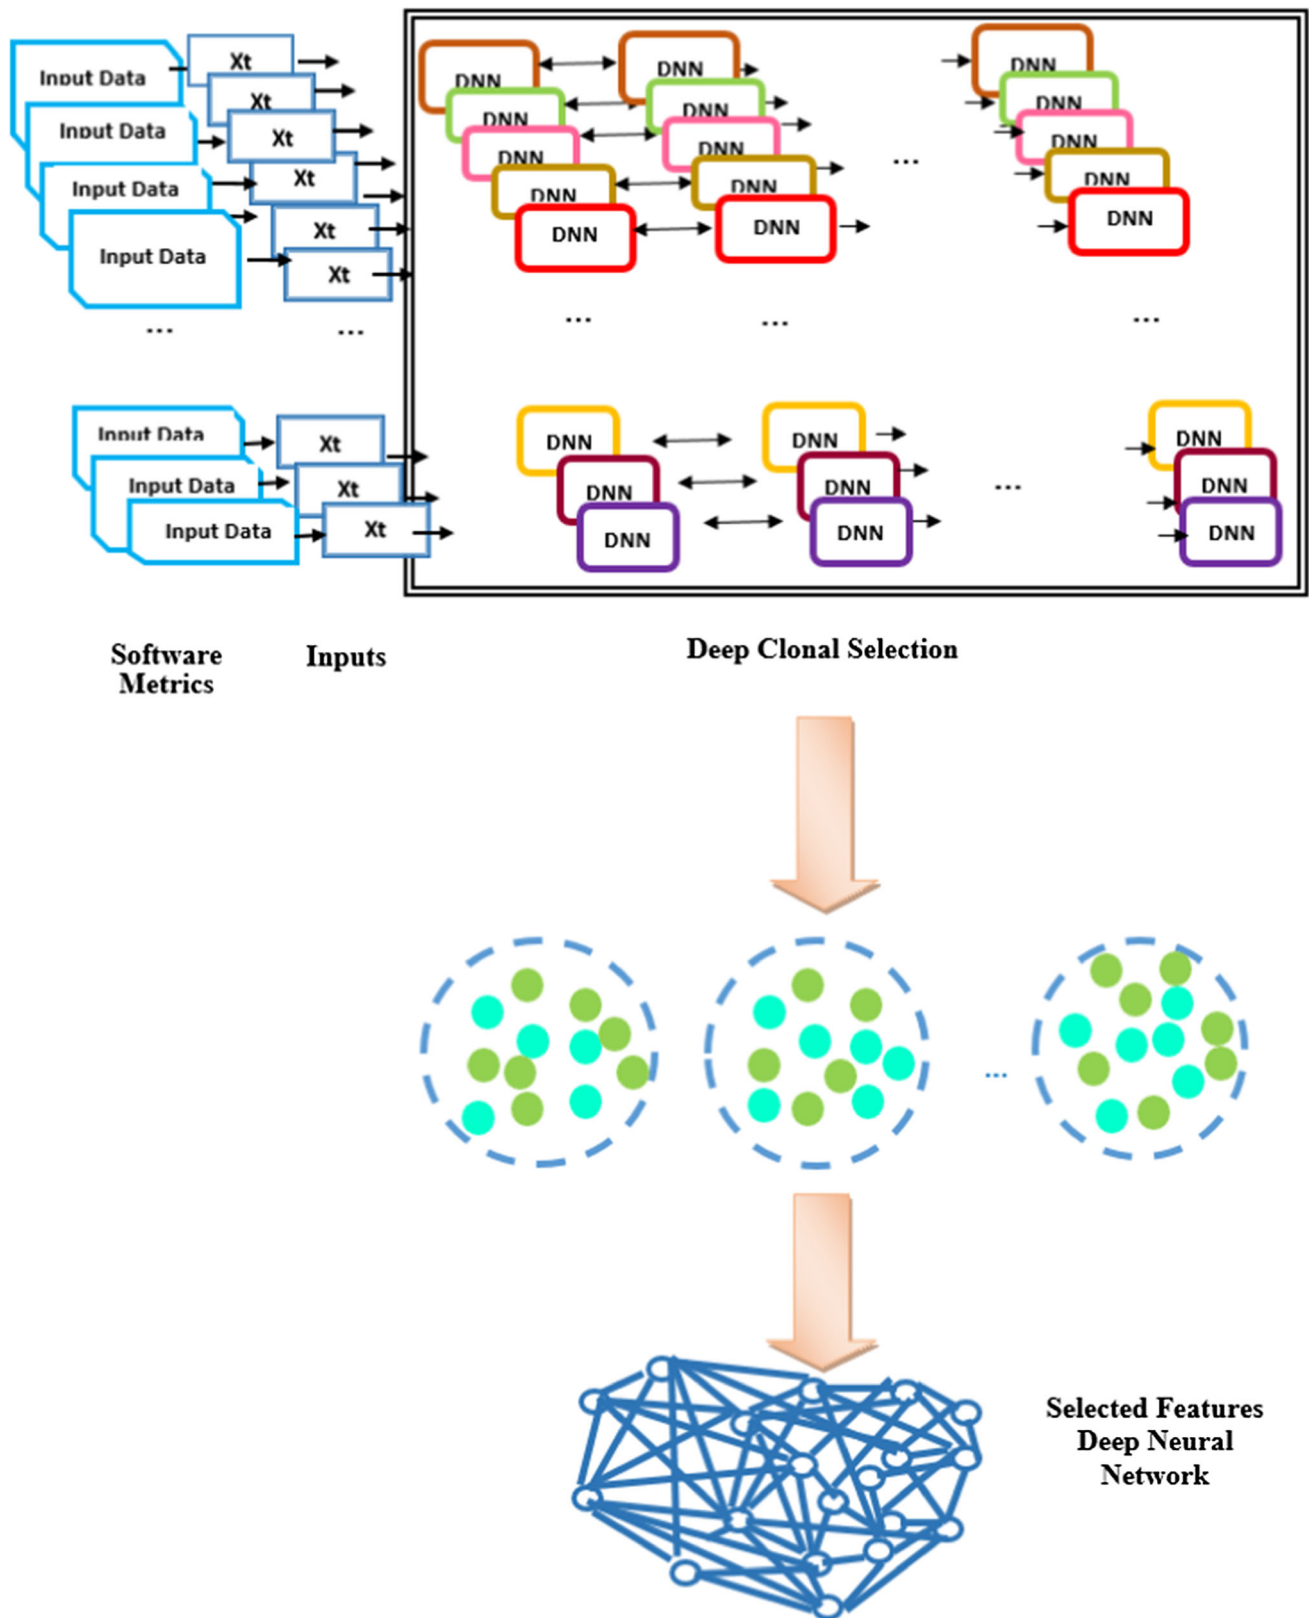 Input Data
Input Data
Input Data
Input Data
...
Xt
Xt
Xt
Xt
Xt
Xt
...
DNN
DNN
DNN
DNN
DNN
DNN
DNN
DNN
DNN
DNN
...
DNN
DNN
DNN
DNN
DNN
...
...
...
Input Data
Input Data
Input Data
Xt
Xt
Xt
DNN
DNN
DNN
DNN
DNN
DNN
...
DNN
DNN
DNN
Software
Metrics
Inputs
Deep Clonal Selection
...
Selected Features
Deep Neural
Network